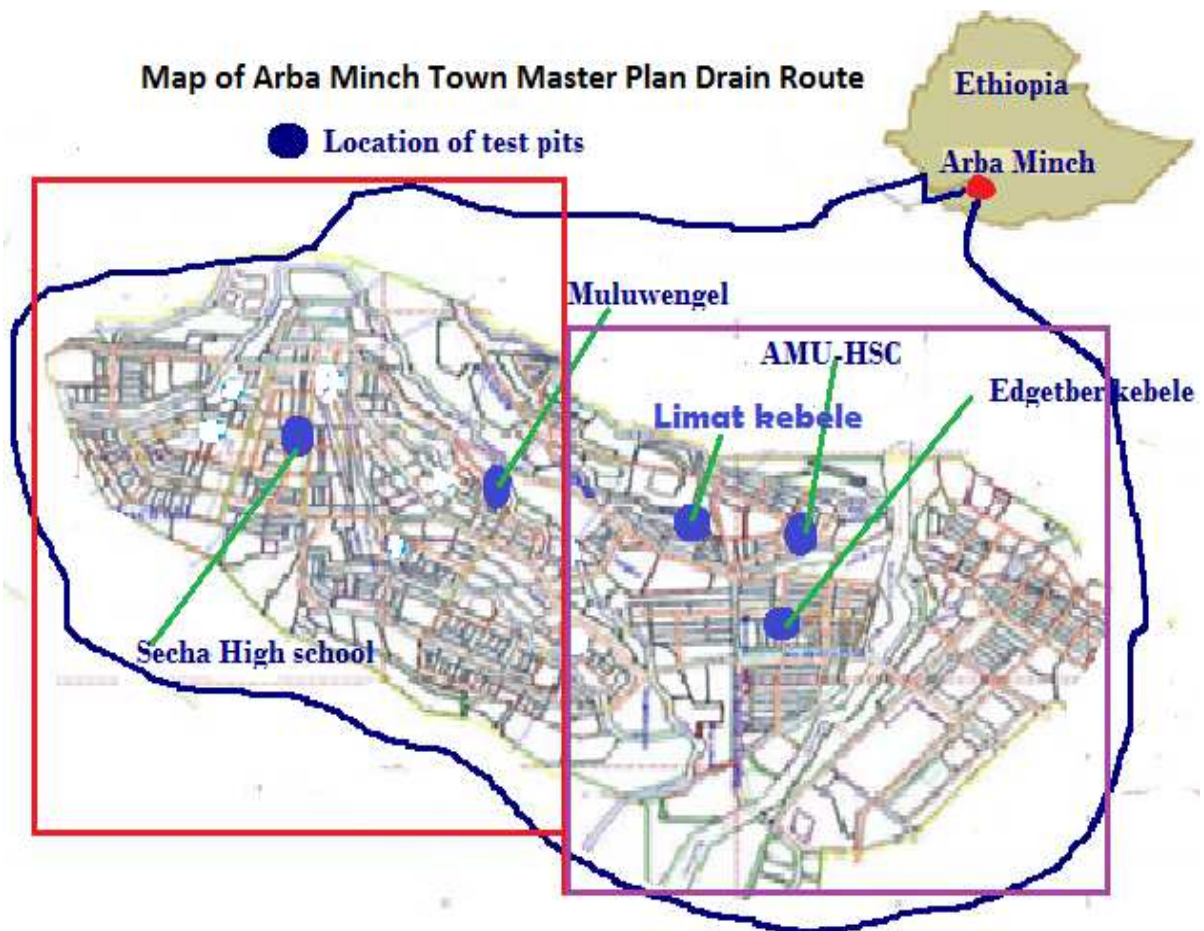 Map of Arba Minch Town Master Plan Drain Route
Location of test pits
Ethiopia
Arba Minch
Muluwengel
AMU-HSC
Limat kebele
Edgetber kebele
Secha High school